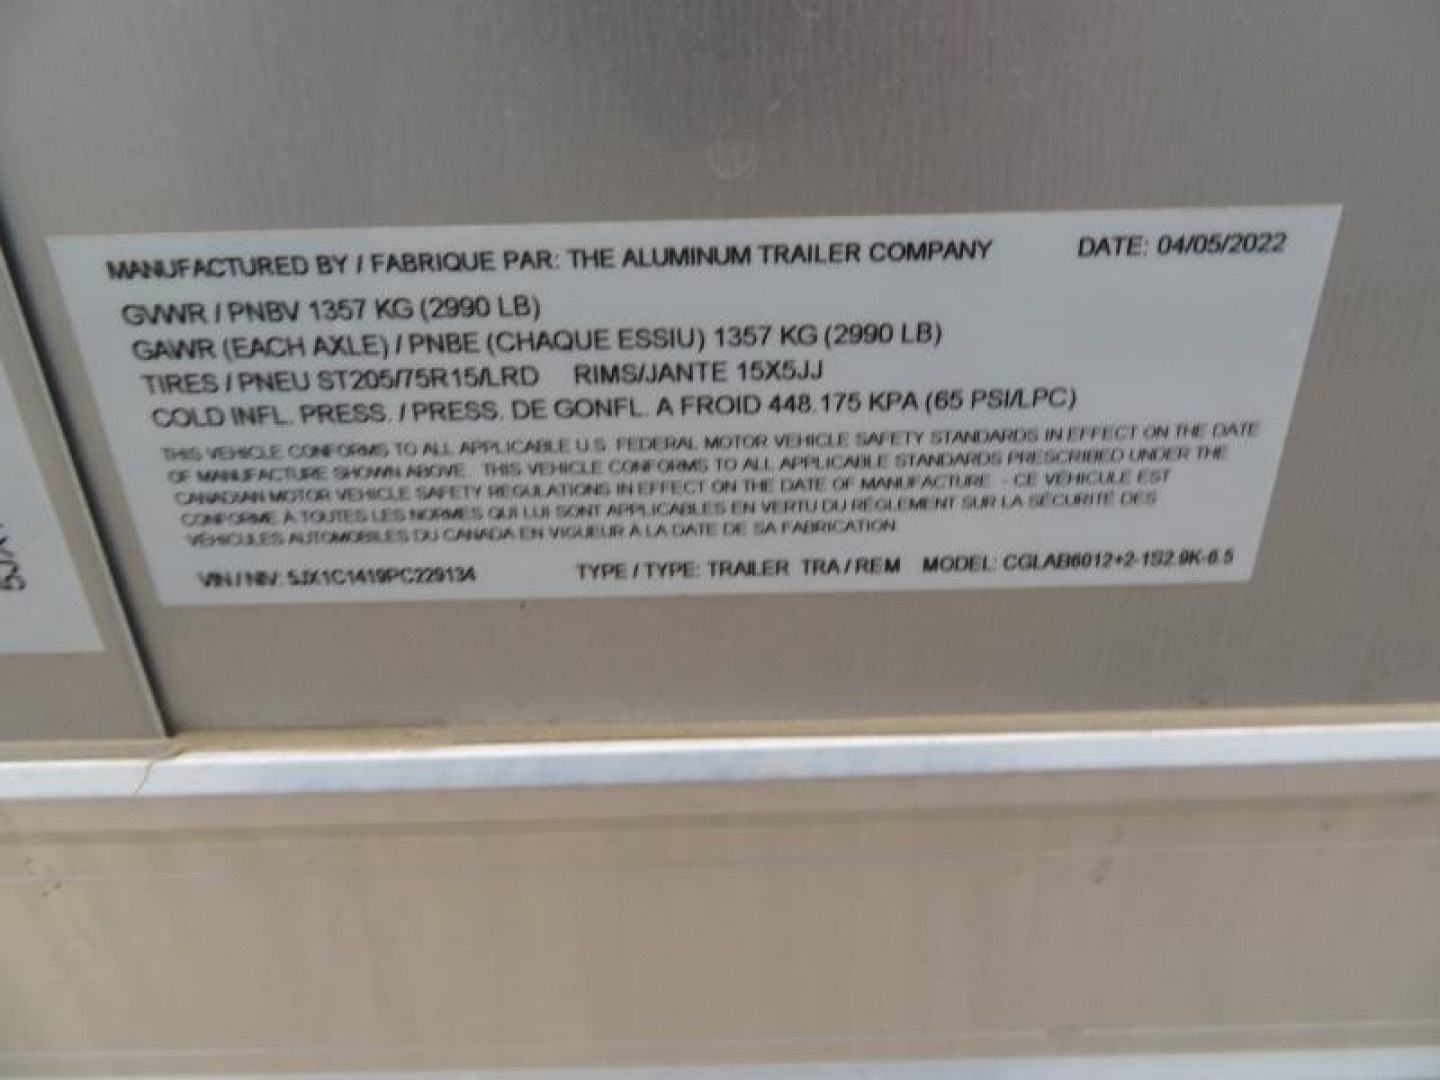 MANUFACTURED BY / FABRIQUE PAR: THE ALUMINUM TRAILER COMPANY DATE: 04/05/2022
GVWR / PNBV 1357 KG (2990 LB)
GAWR (EACH AXLE) / PNBE (CHAQUE ESSIU) 1357 KG (2990 LB)
TIRES / PNEU ST205/75R15/LRD RIMS/JANTE 15X5JJ
COLD INFL. PRESS. / PRESS. DE GONFL. A FROID 448.175 KPA (65 PSI/LPC)
THIS VEHICLE CONFORMS TO ALL APPLICABLE U.S. FEDERAL MOTOR VEHICLE SAFETY STANDARDS IN EFFECT ON THE DATE
OF MANUFACTURE SHOWN ABOVE. THIS VEHICLE CONFORMS TO ALL APPLICABLE STANDARDS PRESCRIBED UNDER THE
CANADIAN MOTOR VEHICLE SAFETY REGULATIONS IN EFFECT ON THE DATE OF MANUFACTURE - CE VÉHICULE EST
CONFORME À TOUTES LES NORMES QUI LUI SONT APPLICABLES EN VERTU DU RÈGLEMENT SUR LA SÉCURITÉ DES
VÉHICULES AUTOMOBILES DU CANADA EN VIGUEUR À LA DATE DE SA FABRICATION
VIN / NIV: 5JX1C1419PC229134 TYPE / TYPE: TRAILER TRA / REM MODEL: CGLAB6012+2-1S2.9K-6.5